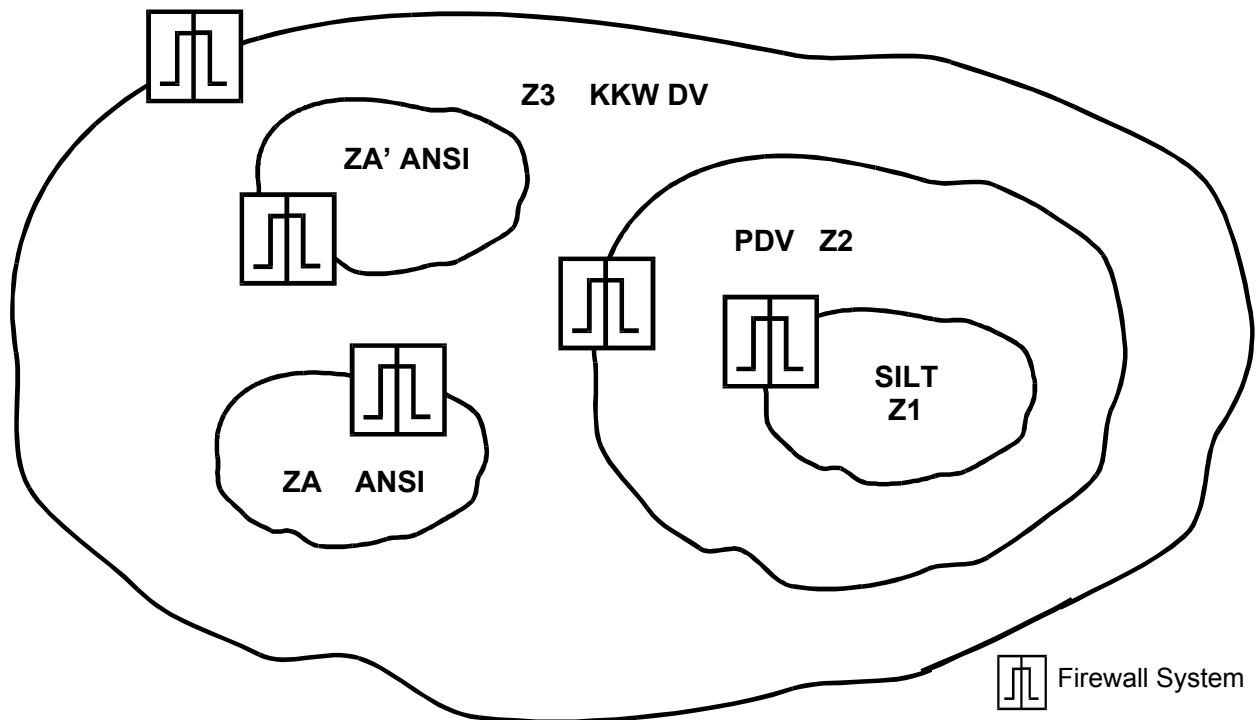 Z3 KKW DV
ZA’ ANSI
PDV Z2
SILT
Z1
ZA ANSI
Firewall System